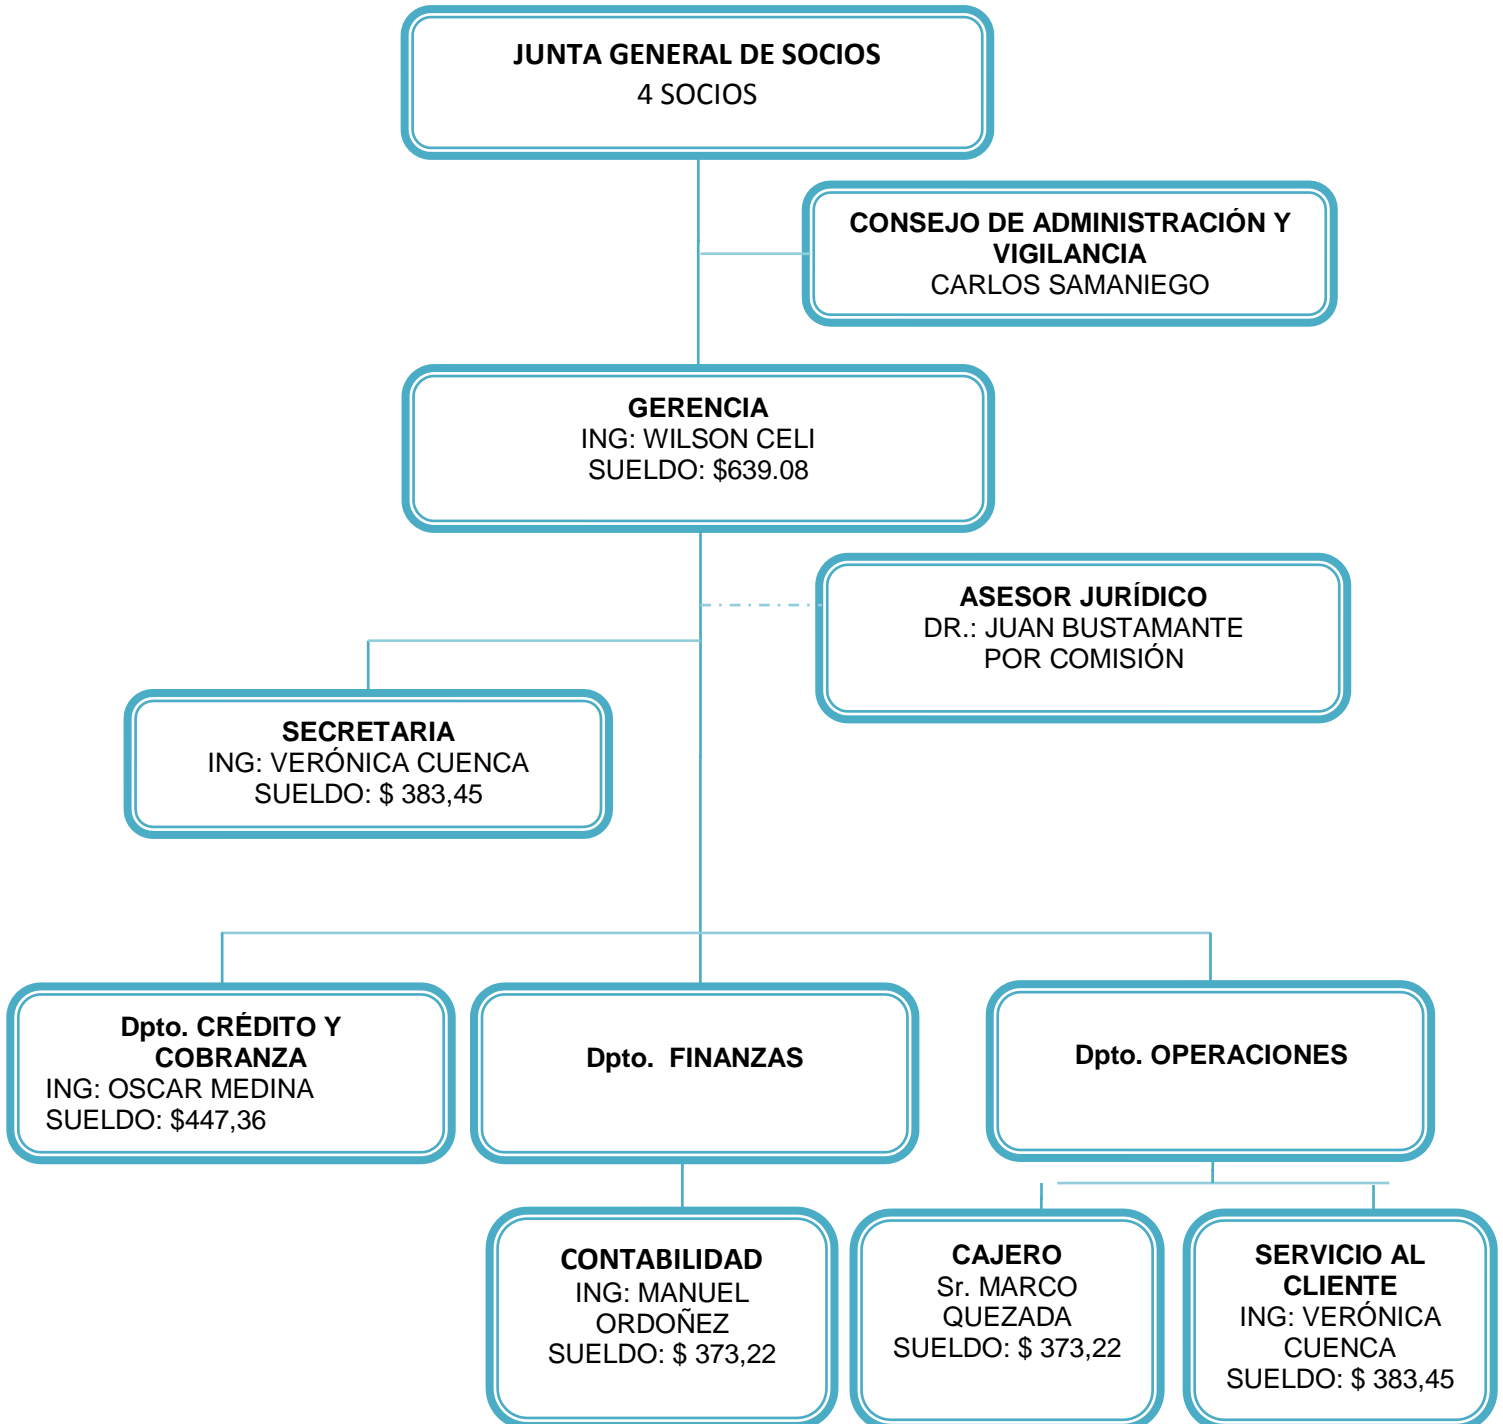 JUNTA GENERAL DE SOCIOS
4 SOCIOS
CONSEJO DE ADMINISTRACIÓN Y
VIGILANCIA
CARLOS SAMANIEGO
GERENCIA
ING: WILSON CELI
SUELDO: $639.08
ASESOR JURÍDICO
DR.: JUAN BUSTAMANTE
POR COMISIÓN
SECRETARIA
ING: VERÓNICA CUENCA
SUELDO: $ 383,45
Dpto. CRÉDITO Y
COBRANZA
ING: OSCAR MEDINA
SUELDO: $447,36
Dpto. FINANZAS
Dpto. OPERACIONES
CONTABILIDAD
ING: MANUEL
ORDOÑEZ
SUELDO: $ 373,22
CAJERO
Sr. MARCO
QUEZADA
SUELDO: $ 373,22
SERVICIO AL
CLIENTE
ING: VERÓNICA
CUENCA
SUELDO: $ 383,45